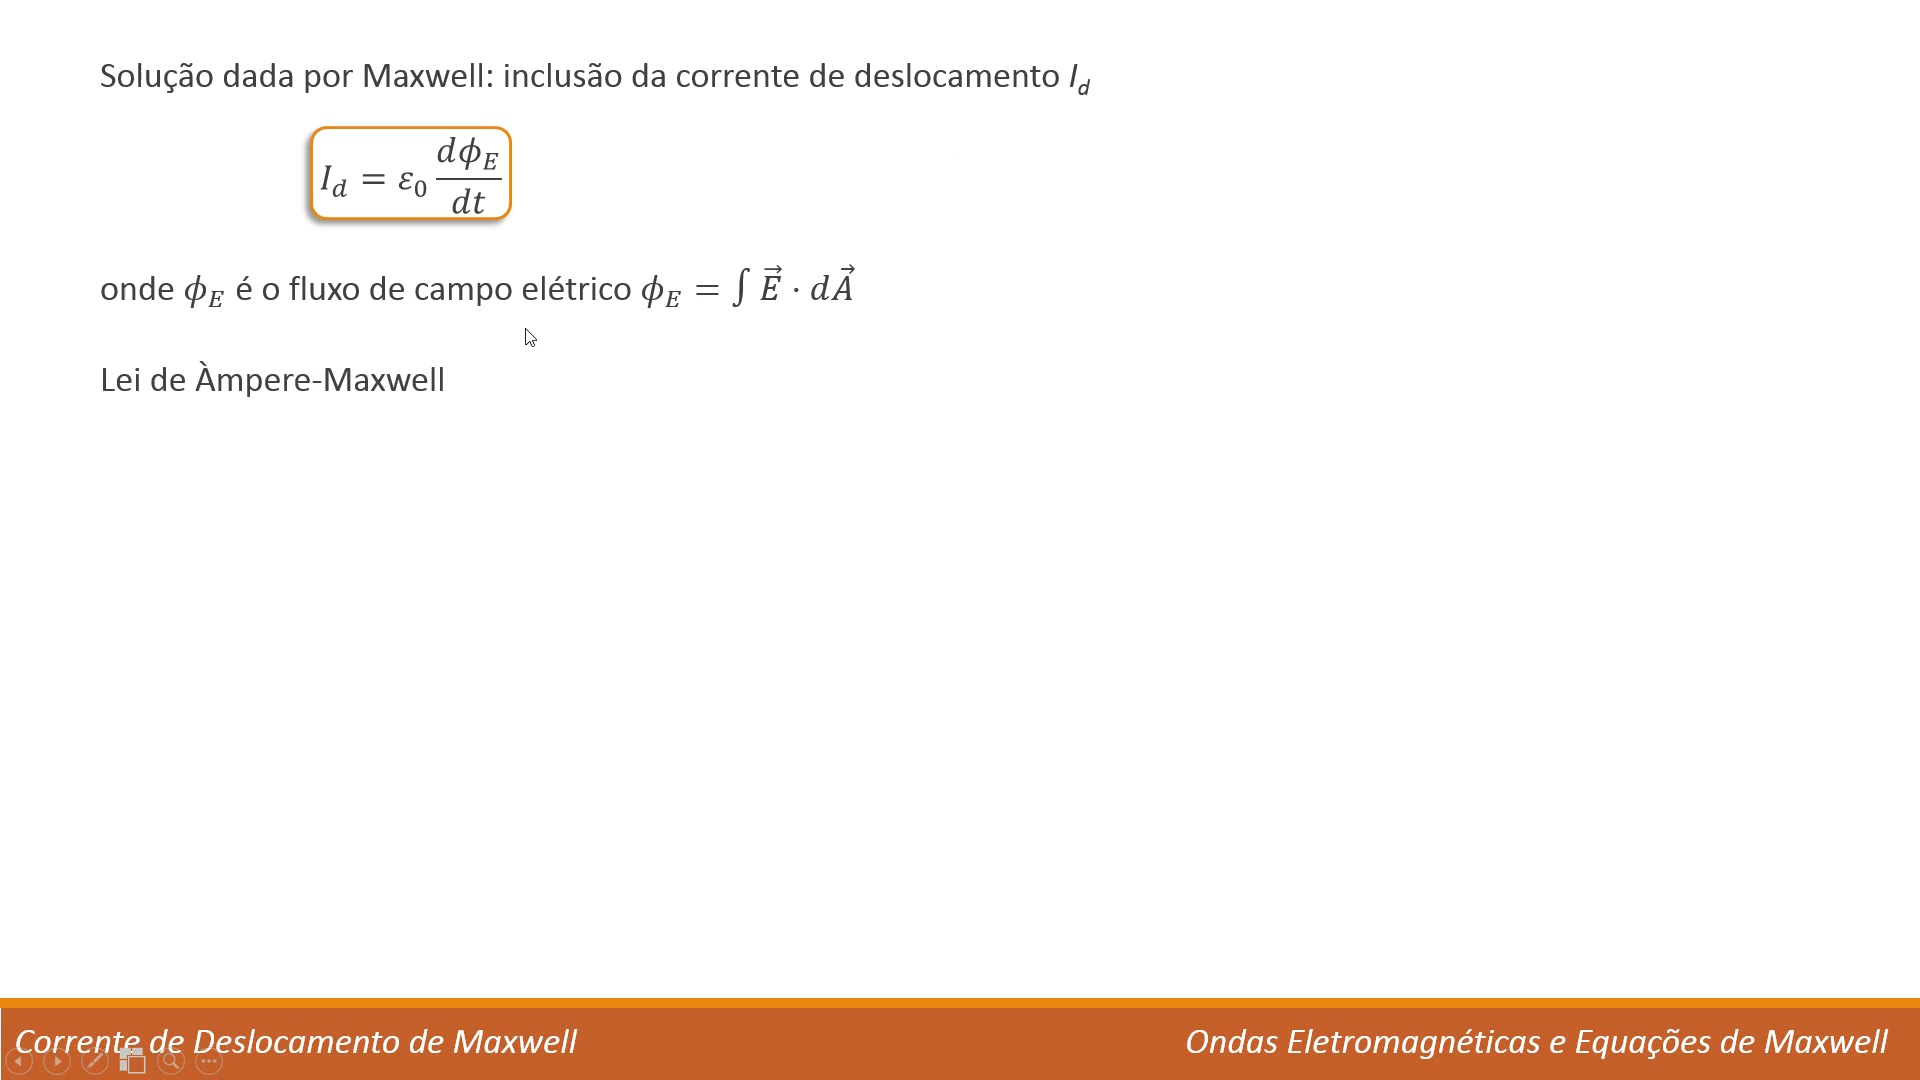 Solução dada por Maxwell: inclusão da corrente de deslocamento I_d
I_d = ε_0 dϕ_E/dt
onde ϕ_E é o fluxo de campo elétrico ϕ_E = ∫ E⃗ · dA⃗
Lei de Àmpere-Maxwell
Corrente de Deslocamento de Maxwell
Ondas Eletromagnéticas e Equações de Maxwell